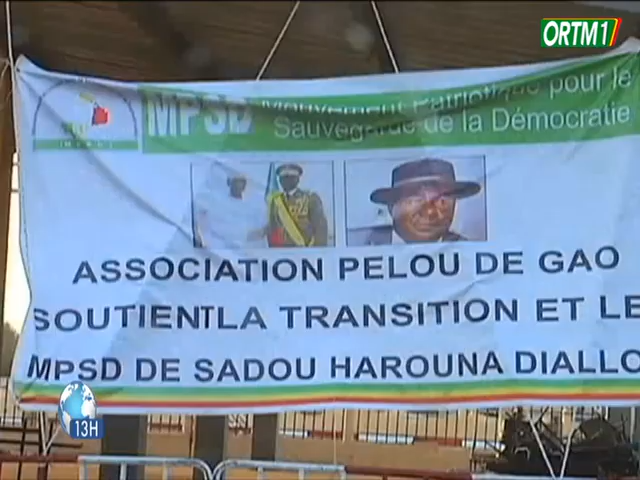 ORTM1
MPSD Mouvement Patriotique pour le
Sauvegarde de la Démocratie
ASSOCIATION PELOU DE GAO
SOUTIENTLA TRANSITION ET LE
MPSD DE SADOU HAROUNA DIALLO
13H